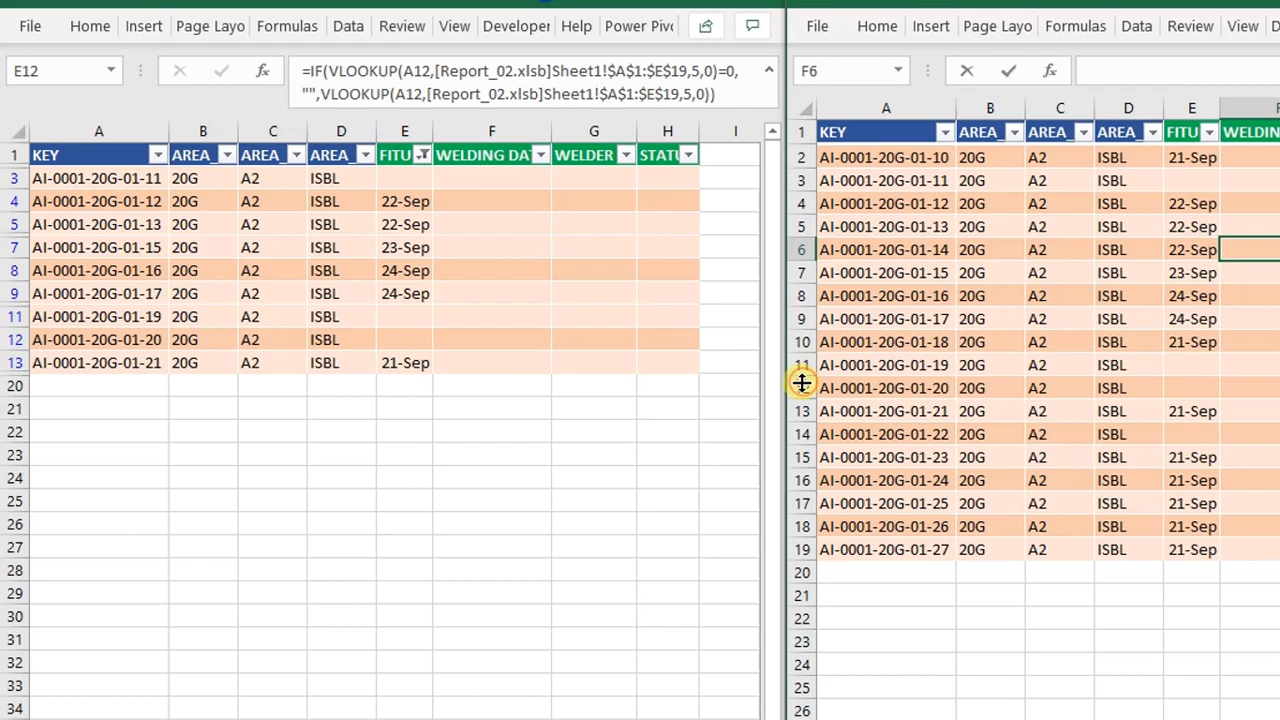 File Home Insert Page Layo Formulas Data Review View Developer Help Power Piv
E12 fx =IF(VLOOKUP(A12,[Report_02.xlsb]Sheet1!$A$1:$E$19,5,0)=0,
"",VLOOKUP(A12,[Report_02.xlsb]Sheet1!$A$1:$E$19,5,0))
A B C D E F G H I
1 KEY AREA_ AREA_ AREA_ FITU WELDING DA WELDER STATU
3 AI-0001-20G-01-11 20G A2 ISBL
4 AI-0001-20G-01-12 20G A2 ISBL 22-Sep
5 AI-0001-20G-01-13 20G A2 ISBL 22-Sep
7 AI-0001-20G-01-15 20G A2 ISBL 23-Sep
8 AI-0001-20G-01-16 20G A2 ISBL 24-Sep
9 AI-0001-20G-01-17 20G A2 ISBL 24-Sep
11 AI-0001-20G-01-19 20G A2 ISBL
12 AI-0001-20G-01-20 20G A2 ISBL
13 AI-0001-20G-01-21 20G A2 ISBL 21-Sep
20
21
22
23
24
25
26
27
28
29
30
31
32
33
34
File Home Insert Page Layo Formulas Data Review View
F6 fx
A B C D E
1 KEY AREA_ AREA_ AREA_ FITU WELDIN
2 AI-0001-20G-01-10 20G A2 ISBL 21-Sep
3 AI-0001-20G-01-11 20G A2 ISBL
4 AI-0001-20G-01-12 20G A2 ISBL 22-Sep
5 AI-0001-20G-01-13 20G A2 ISBL 22-Sep
6 AI-0001-20G-01-14 20G A2 ISBL 22-Sep
7 AI-0001-20G-01-15 20G A2 ISBL 23-Sep
8 AI-0001-20G-01-16 20G A2 ISBL 24-Sep
9 AI-0001-20G-01-17 20G A2 ISBL 24-Sep
10 AI-0001-20G-01-18 20G A2 ISBL 21-Sep
11 AI-0001-20G-01-19 20G A2 ISBL
AI-0001-20G-01-20 20G A2 ISBL
13 AI-0001-20G-01-21 20G A2 ISBL 21-Sep
14 AI-0001-20G-01-22 20G A2 ISBL
15 AI-0001-20G-01-23 20G A2 ISBL 21-Sep
16 AI-0001-20G-01-24 20G A2 ISBL 21-Sep
17 AI-0001-20G-01-25 20G A2 ISBL 21-Sep
18 AI-0001-20G-01-26 20G A2 ISBL 21-Sep
19 AI-0001-20G-01-27 20G A2 ISBL 21-Sep
20
21
22
23
24
25
26